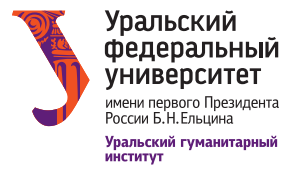 Уральский
федеральный
университет
имени первого Президента
России Б.Н.Ельцина
Уральский гуманитарный
институт